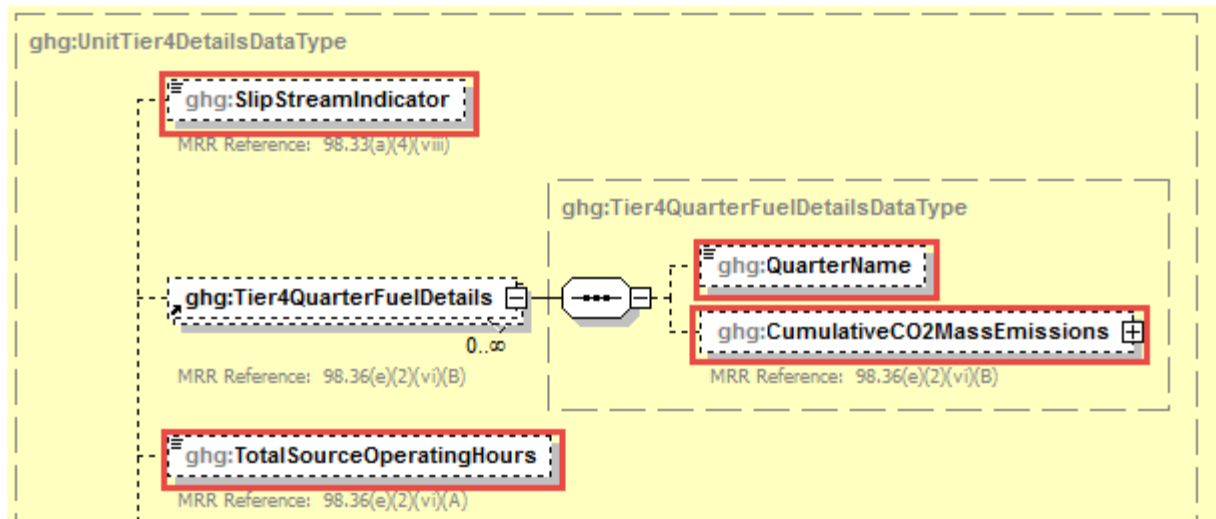 ghg:UnitTier4DetailsDataType
ghg:SlipStreamIndicator
MRR Reference: 98.33(a)(4)(viii)
ghg:Tier4QuarterFuelDetailsDataType
ghg:QuarterName
ghg:Tier4QuarterFuelDetails
0..∞
ghg:CumulativeCO2MassEmissions
MRR Reference: 98.36(e)(2)(vi)(B)
MRR Reference: 98.36(e)(2)(vi)(B)
ghg:TotalSourceOperatingHours
MRR Reference: 98.36(e)(2)(vi)(A)